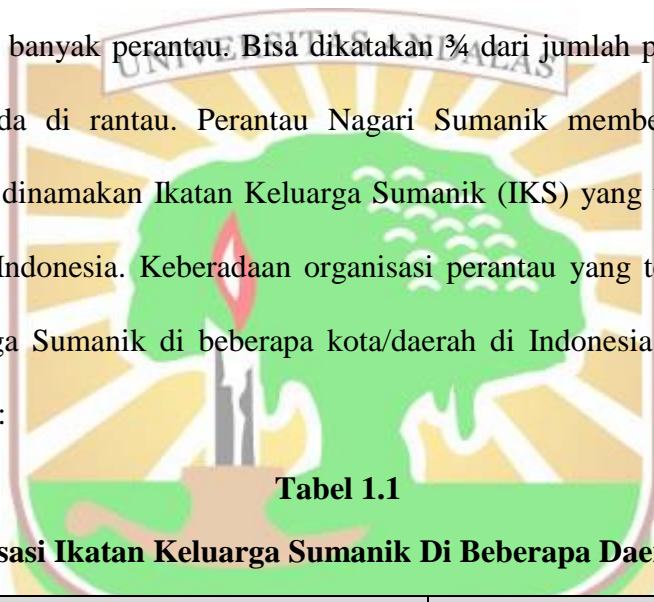 banyak perantau. Bisa dikatakan ¾ dari jumlah p
UNIVERSITAS ANDALAS
da di rantau. Perantau Nagari Sumanik membe
dinamakan Ikatan Keluarga Sumanik (IKS) yang
Indonesia. Keberadaan organisasi perantau yang te
ga Sumanik di beberapa kota/daerah di Indonesia
:
Tabel 1.1
sasi Ikatan Keluarga Sumanik Di Beberapa Daer